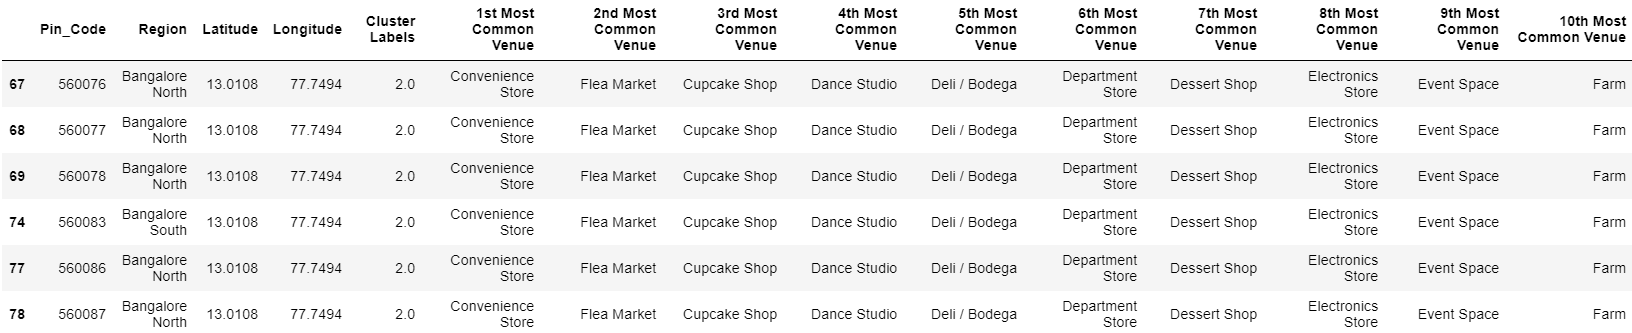 Pin_Code Region Latitude Longitude Cluster Labels 1st Most Common Venue 2nd Most Common Venue 3rd Most Common Venue 4th Most Common Venue 5th Most Common Venue 6th Most Common Venue 7th Most Common Venue 8th Most Common Venue 9th Most Common Venue 10th Most Common Venue
67 560076 Bangalore North 13.0108 77.7494 2.0 Convenience Store Flea Market Cupcake Shop Dance Studio Deli / Bodega Department Store Dessert Shop Electronics Store Event Space Farm
68 560077 Bangalore North 13.0108 77.7494 2.0 Convenience Store Flea Market Cupcake Shop Dance Studio Deli / Bodega Department Store Dessert Shop Electronics Store Event Space Farm
69 560078 Bangalore North 13.0108 77.7494 2.0 Convenience Store Flea Market Cupcake Shop Dance Studio Deli / Bodega Department Store Dessert Shop Electronics Store Event Space Farm
74 560083 Bangalore South 13.0108 77.7494 2.0 Convenience Store Flea Market Cupcake Shop Dance Studio Deli / Bodega Department Store Dessert Shop Electronics Store Event Space Farm
77 560086 Bangalore North 13.0108 77.7494 2.0 Convenience Store Flea Market Cupcake Shop Dance Studio Deli / Bodega Department Store Dessert Shop Electronics Store Event Space Farm
78 560087 Bangalore North 13.0108 77.7494 2.0 Convenience Store Flea Market Cupcake Shop Dance Studio Deli / Bodega Department Store Dessert Shop Electronics Store Event Space Farm